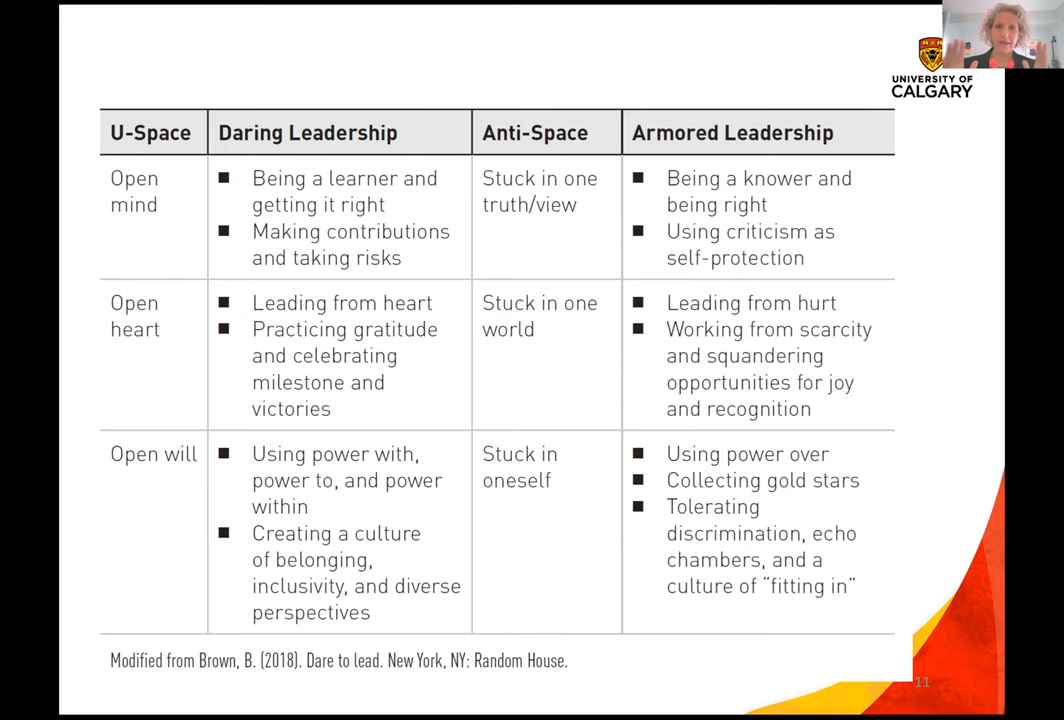 UNIVERSITY OF
CALGARY
U-Space
Daring Leadership
Anti-Space
Armored Leadership
Open
mind
■ Being a learner and
getting it right
■ Making contributions
and taking risks
Stuck in one
truth/view
■ Being a knower and
being right
■ Using criticism as
self-protection
Open
heart
■ Leading from heart
■ Practicing gratitude
and celebrating
milestone and
victories
Stuck in one
world
■ Leading from hurt
■ Working from scarcity
and squandering
opportunities for joy
and recognition
Open will
■ Using power with,
power to, and power
within
■ Creating a culture
of belonging,
inclusivity, and diverse
perspectives
Stuck in
oneself
■ Using power over
■ Collecting gold stars
■ Tolerating
discrimination, echo
chambers, and a
culture of “fitting in”
Modified from Brown, B. (2018). Dare to lead. New York, NY: Random House.
11